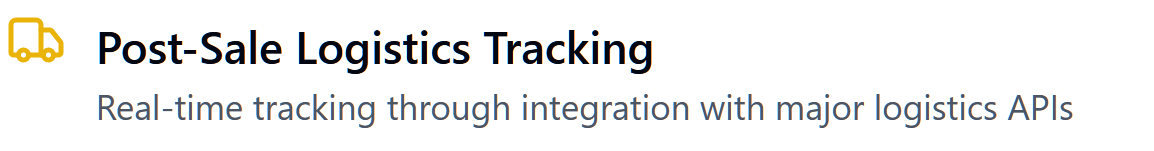 Post-Sale Logistics Tracking
Real-time tracking through integration with major logistics APIs